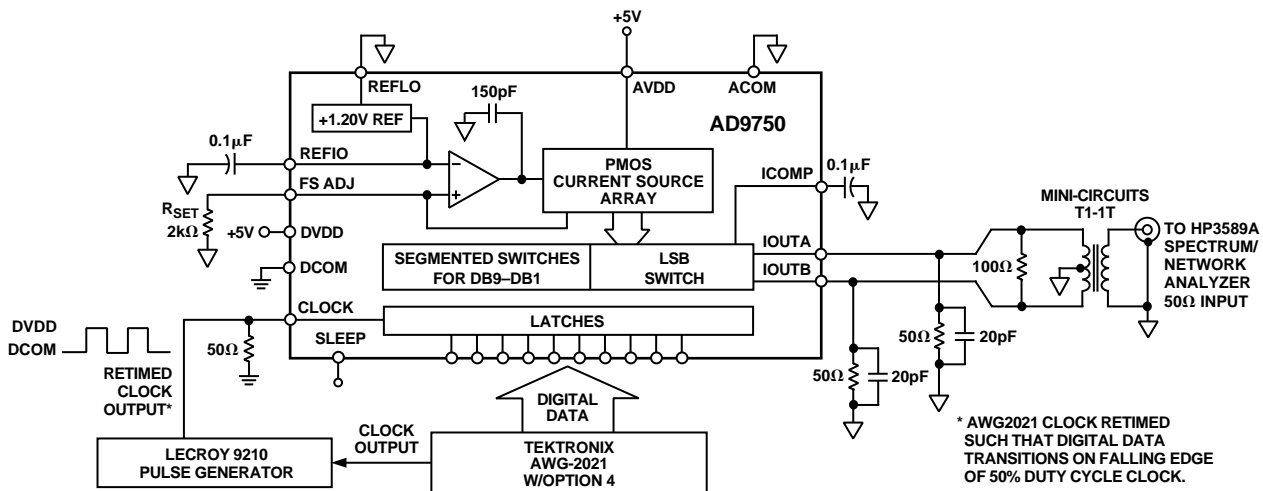 +5V
REFLO
AVDD
ACOM
150pF
+1.20V REF
AD9750
0.1μF
REFIO
−
+
FS ADJ
PMOS
CURRENT SOURCE
ARRAY
ICOMP
0.1μF
RSET
2kΩ
+5V
DVDD
DCOM
SEGMENTED SWITCHES
FOR DB9–DB1
LSB
SWITCH
IOUTA
IOUTB
MINI-CIRCUITS
T1-1T
100Ω
TO HP3589A
SPECTRUM/
NETWORK
ANALYZER
50Ω INPUT
CLOCK
LATCHES
DVDD
DCOM
50Ω
SLEEP
50Ω
20pF
50Ω
20pF
RETIMED
CLOCK
OUTPUT*
DIGITAL
DATA
CLOCK
OUTPUT
LECROY 9210
PULSE GENERATOR
TEKTRONIX
AWG-2021
W/OPTION 4
* AWG2021 CLOCK RETIMED
SUCH THAT DIGITAL DATA
TRANSITIONS ON FALLING EDGE
OF 50% DUTY CYCLE CLOCK.